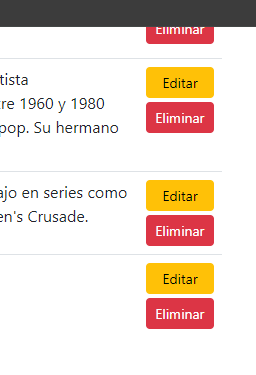 Eliminar
tista
Editar
tre 1960 y 1980
Eliminar
pop. Su hermano
ajo en series como
Editar
en's Crusade.
Eliminar
Editar
Eliminar